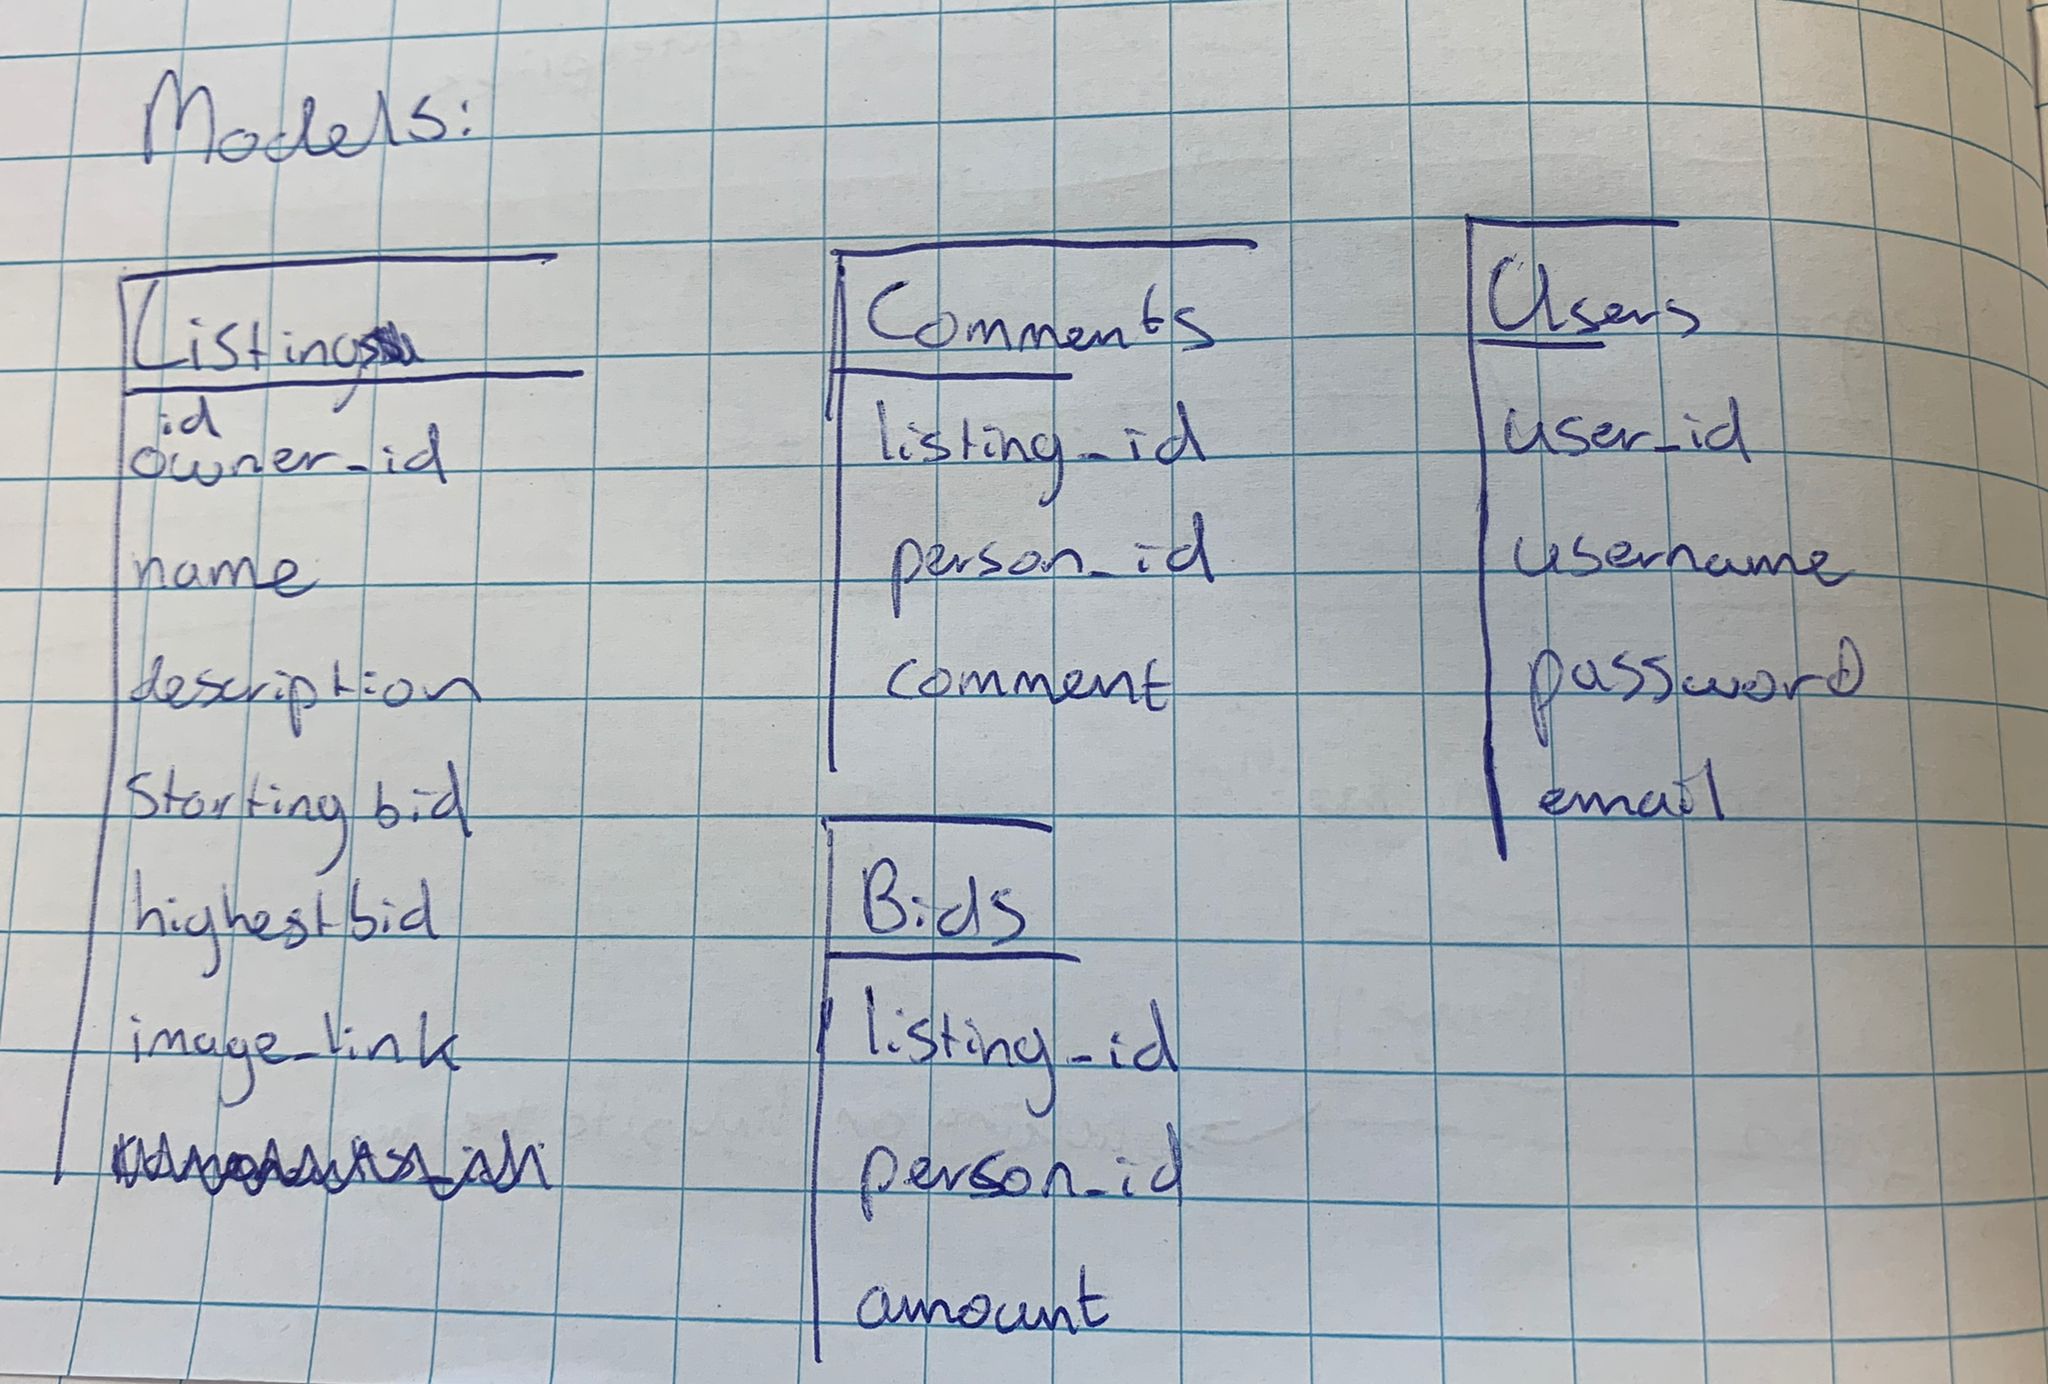 Models:
Listings
id
owner_id
name
description
Starting bid
highest bid
image_link
Comments
listing_id
person_id
comment
Bids
listing_id
person_id
amount
Users
user_id
username
password
email